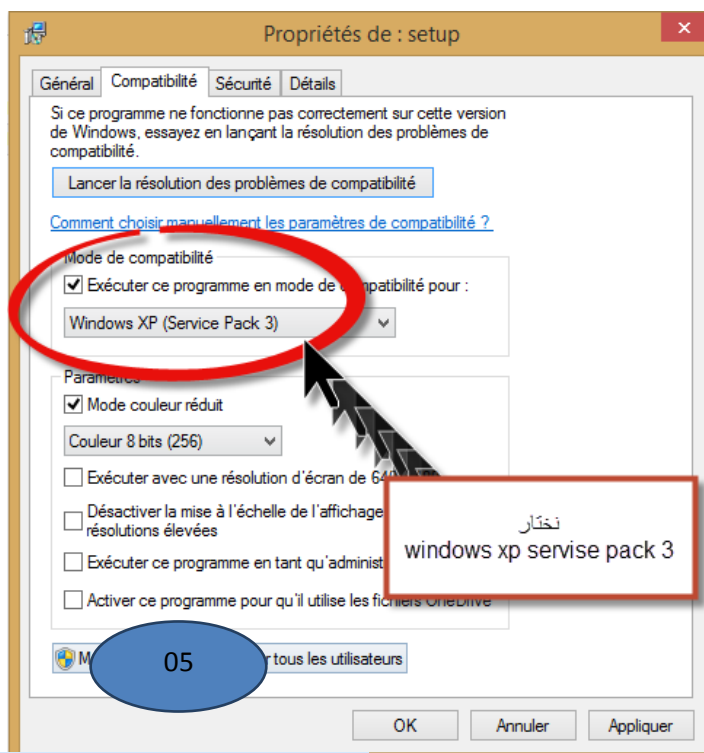 Propriétés de : setup
Général Compatibilité Sécurité Détails
Si ce programme ne fonctionne pas correctement sur cette version
de Windows, essayez en lançant la résolution des problèmes de
compatibilité.
Lancer la résolution des problèmes de compatibilité
Comment choisir manuellement les paramètres de compatibilité ?
Mode de compatibilité
Exécuter ce programme en mode de compatibilité pour :
Windows XP (Service Pack 3)
Paramètres
Mode couleur réduit
Couleur 8 bits (256)
Exécuter avec une résolution d'écran de
Désactiver la mise à l'échelle de l'affichage
résolutions élevées
Exécuter ce programme en tant qu'administ
Activer ce programme pour qu'il utilise les fichiers OneDrive
نختار
windows xp servise pack 3
05
tous les utilisateurs
OK Annuler Appliquer